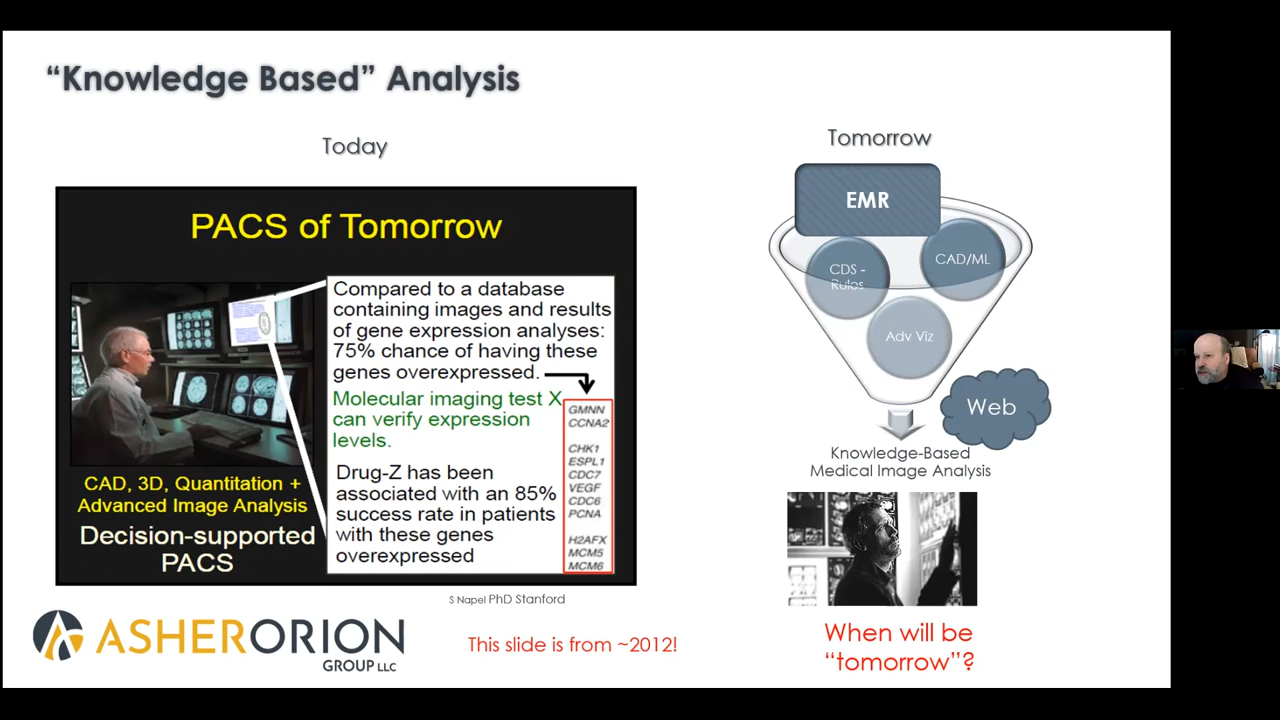 “Knowledge Based” Analysis
Today
PACS of Tomorrow
Compared to a database
containing images and results
of gene expression analyses:
75% chance of having these
genes overexpressed.
Molecular imaging test X
can verify expression
levels.
Drug-Z has been
associated with an 85%
success rate in patients
with these genes
overexpressed
GMNN
CCNA2
CHK1
ESPL1
CDC7
VEGF
CDC6
PCNA
H2AFX
MCM5
MCM6
CAD, 3D, Quantitation +
Advanced Image Analysis
Decision-supported
PACS
S Napel PhD Stanford
Tomorrow
EMR
CDS -
Rules
CAD/ML
Adv Viz
Web
Knowledge-Based
Medical Image Analysis
When will be
“tomorrow”?
This slide is from ~2012!
ASHERORION
GROUP LLC